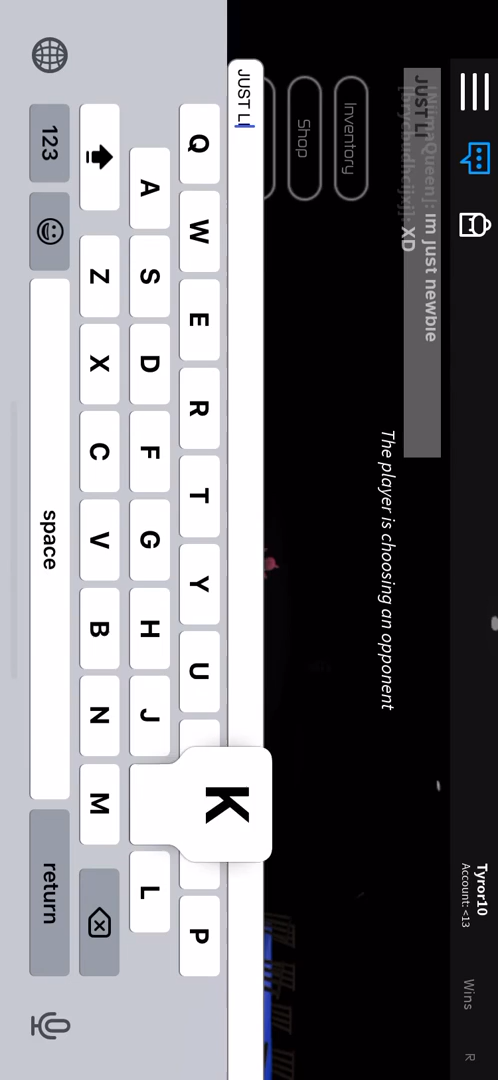 Tyror10
Account: <13
Wins
R
Im just newbie
XD
JUST LI
Inventory
Shop
The player is choosing an opponent
JUST LI
Q W E R T Y U P
A S D F G H J K L
Z X C V B N M
123 space return